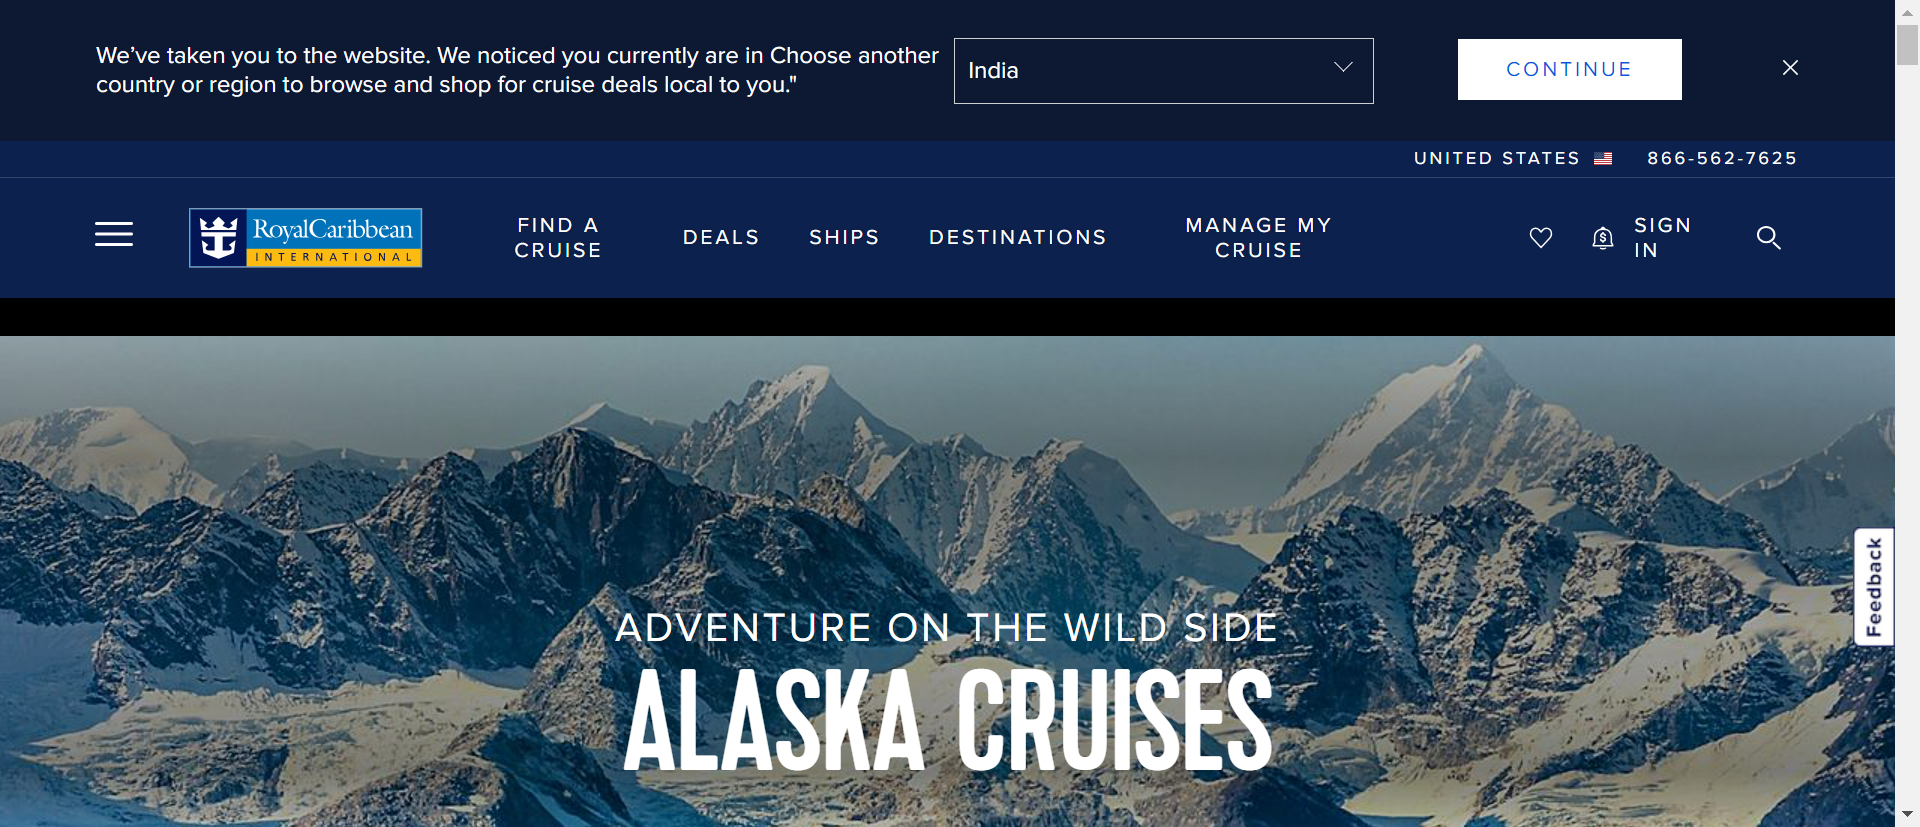 We’ve taken you to the website. We noticed you currently are in Choose another
country or region to browse and shop for cruise deals local to you."
India
CONTINUE
UNITED STATES
866-562-7625
RoyalCaribbean
INTERNATIONAL
FIND A
CRUISE
DEALS
SHIPS
DESTINATIONS
MANAGE MY
CRUISE
SIGN
IN
Feedback
ADVENTURE ON THE WILD SIDE
ALASKA CRUISES